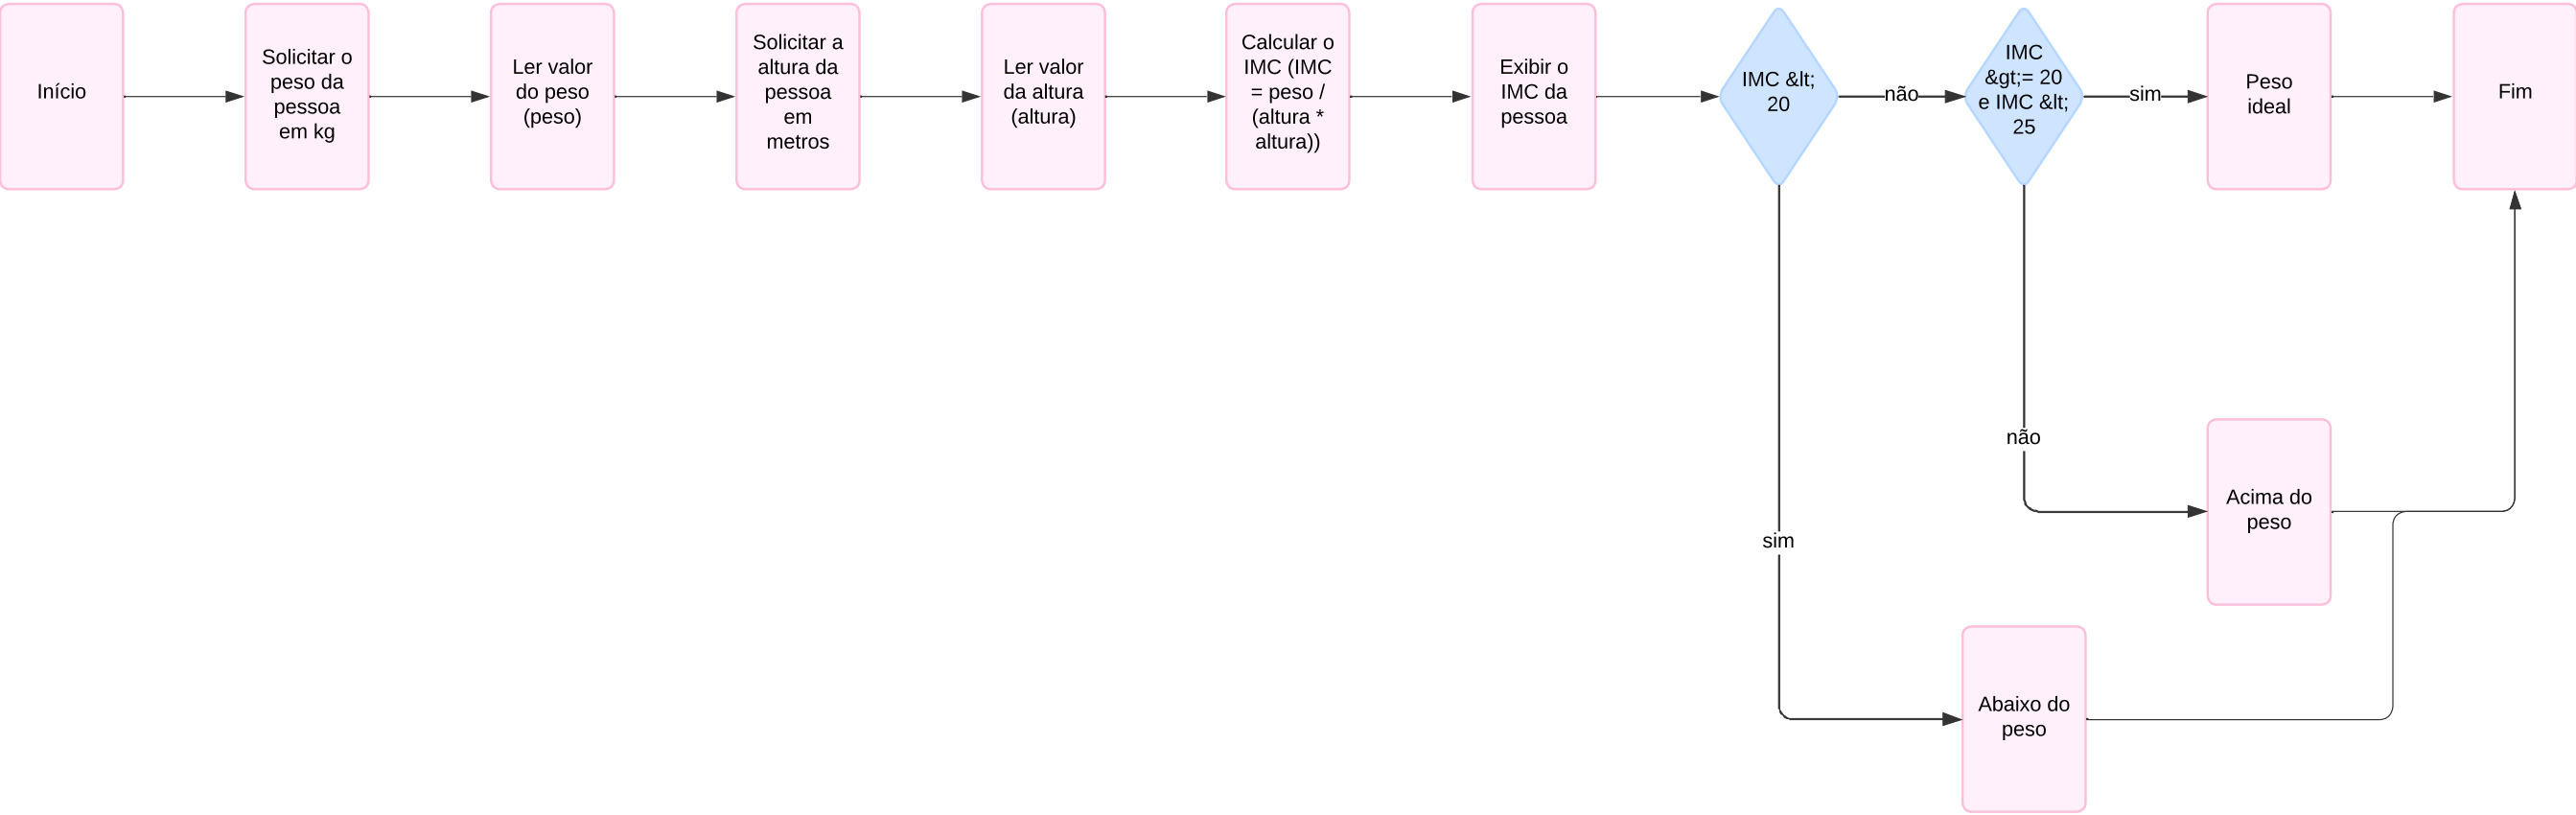 Início
Solicitar o
peso da
pessoa
em kg
Ler valor
do peso
(peso)
Solicitar a
altura da
pessoa
em
metros
Ler valor
da altura
(altura)
Calcular o
IMC (IMC
= peso /
(altura *
altura))
Exibir o
IMC da
pessoa
IMC &lt;
20
não
IMC
&gt;= 20
e IMC &lt;
25
sim
Peso
ideal
Fim
não
Acima do
peso
sim
Abaixo do
peso